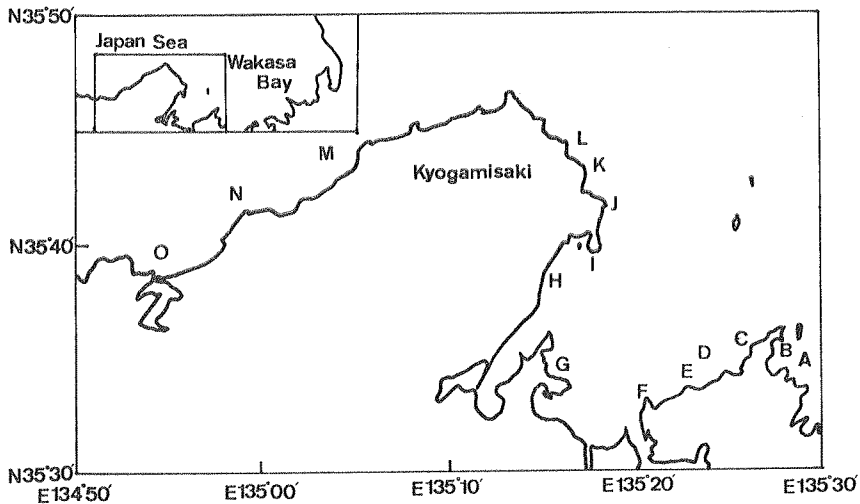 N35°50'
Japan Sea
Wakasa
Bay
M
L
Kyogamisaki
K
N
J
N35°40'
O
I
H
C
D
B
G
E
A
F
N35°30'
E134°50'
E135°00'
E135°10'
E135°20'
E135°30'